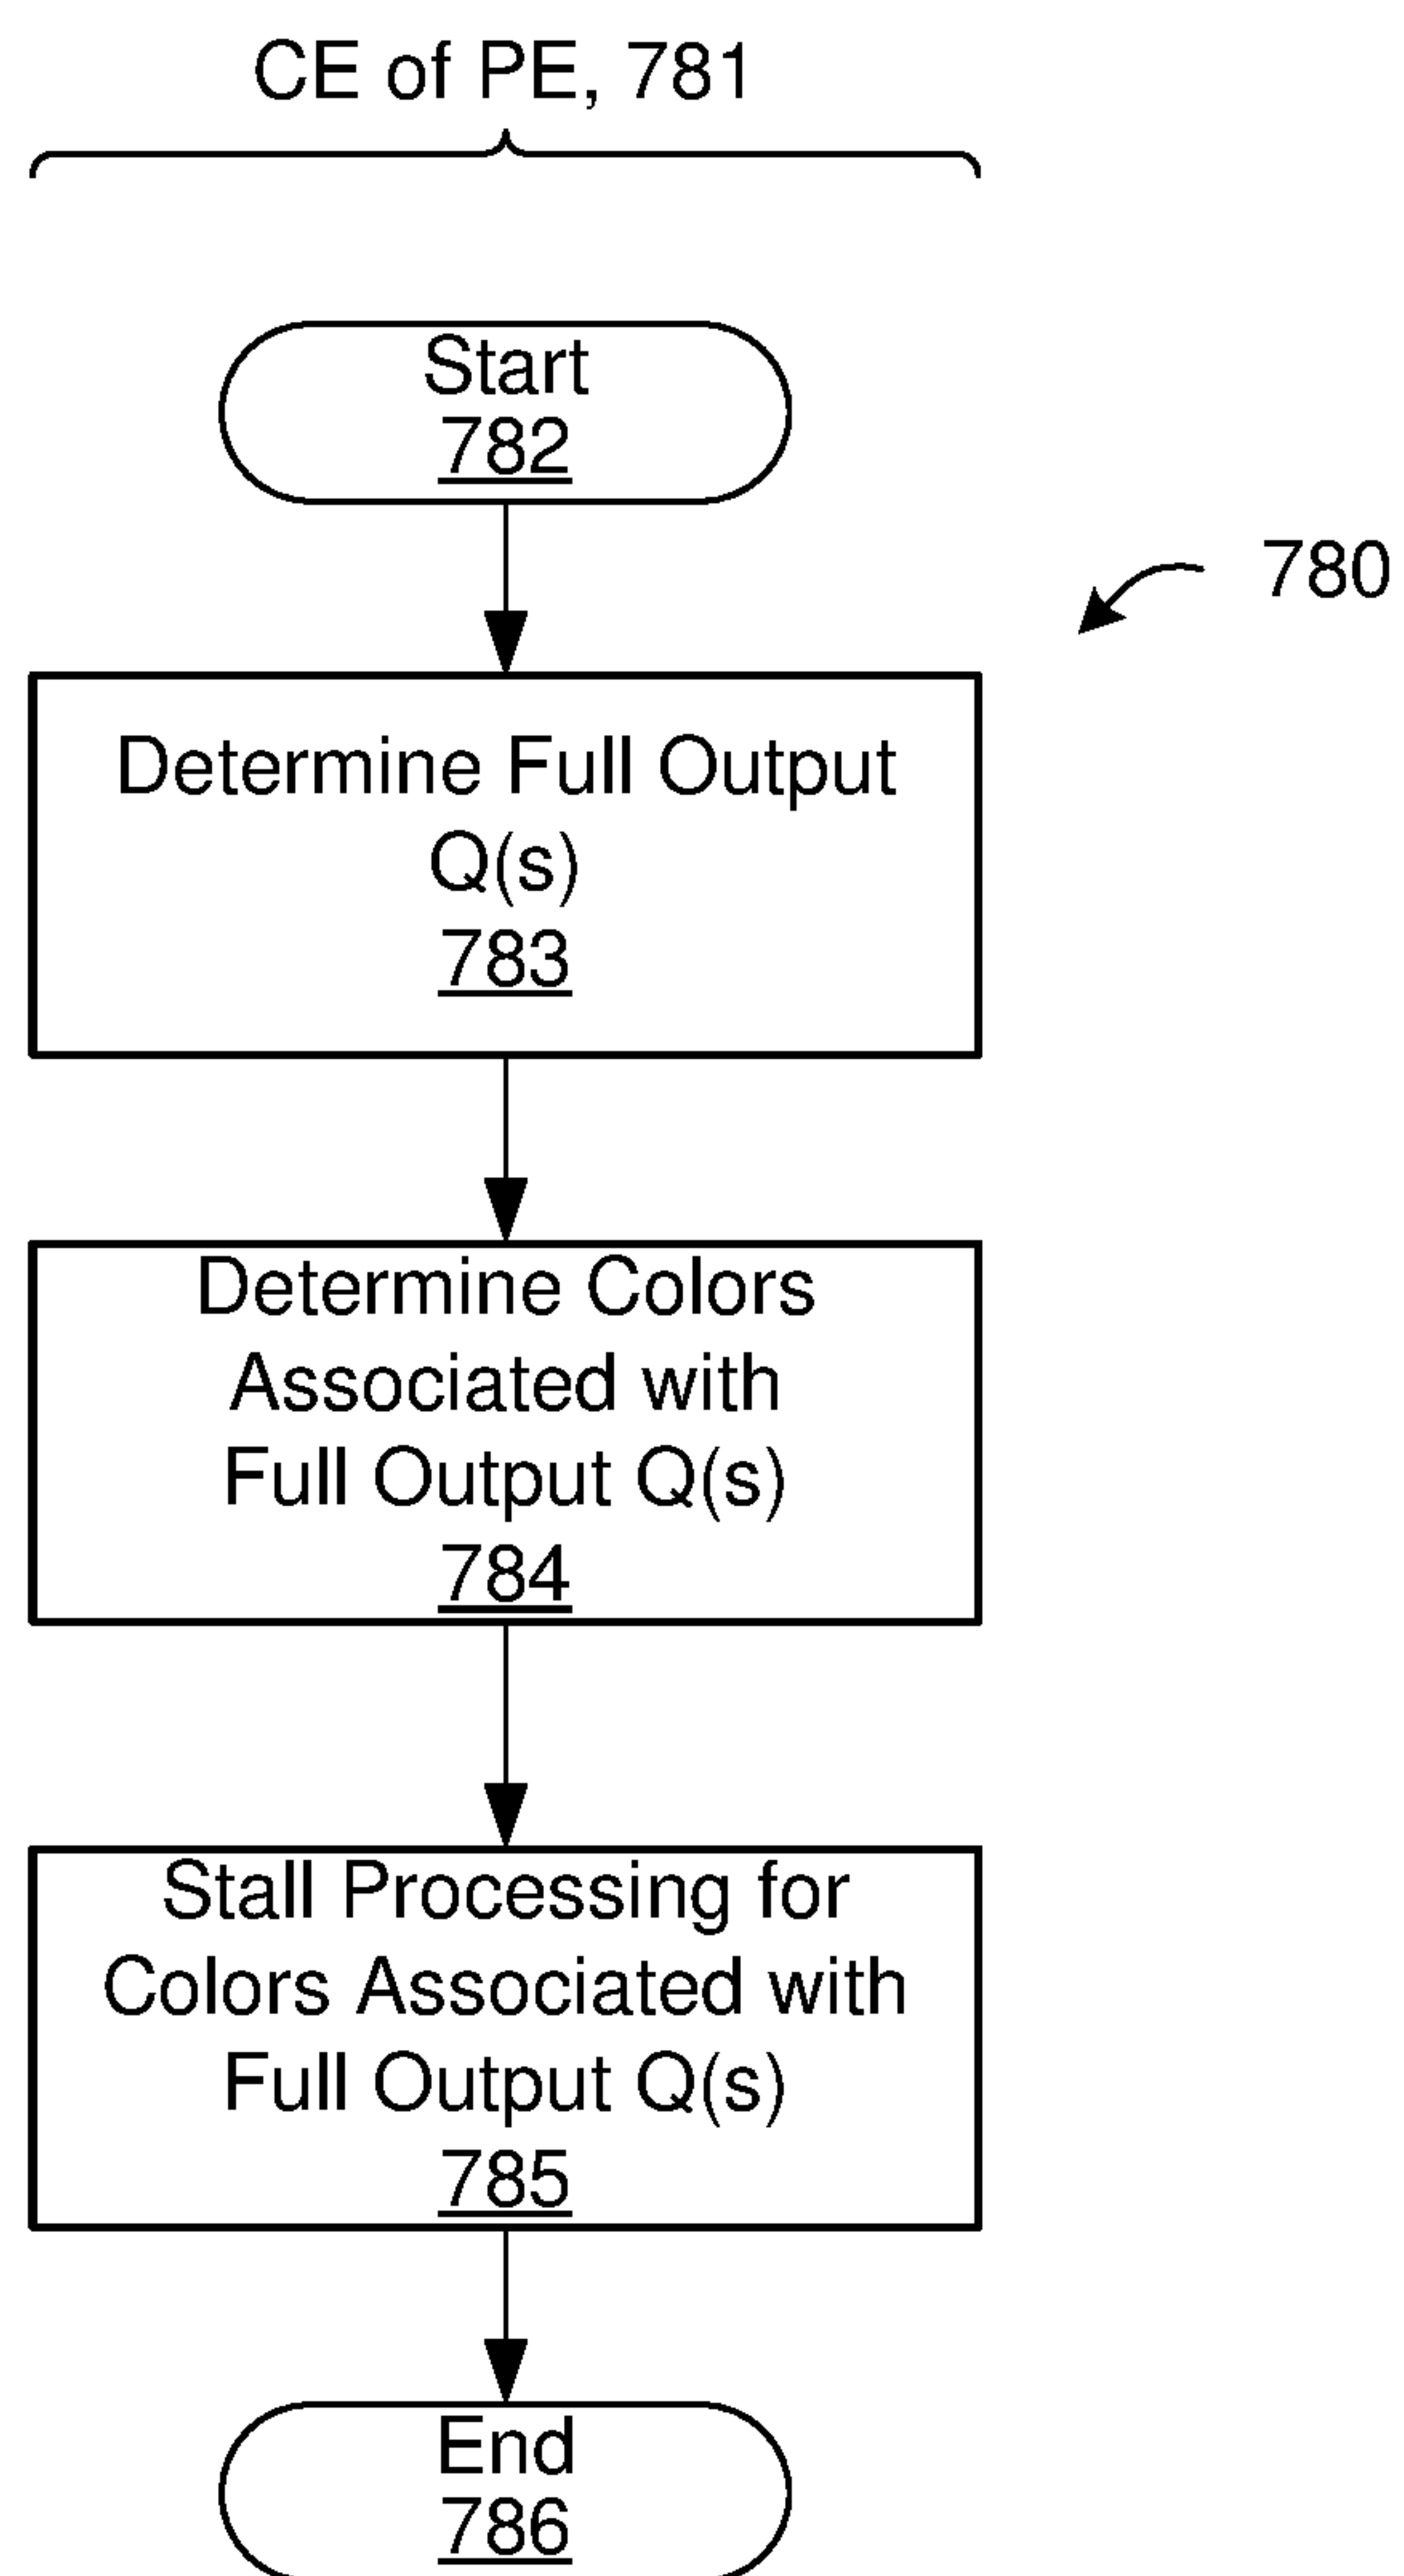 CE of PE, 781
Start
782
780
Determine Full Output
Q(s)
783
Determine Colors
Associated with
Full Output Q(s)
784
Stall Processing for
Colors Associated with
Full Output Q(s)
785
End
786